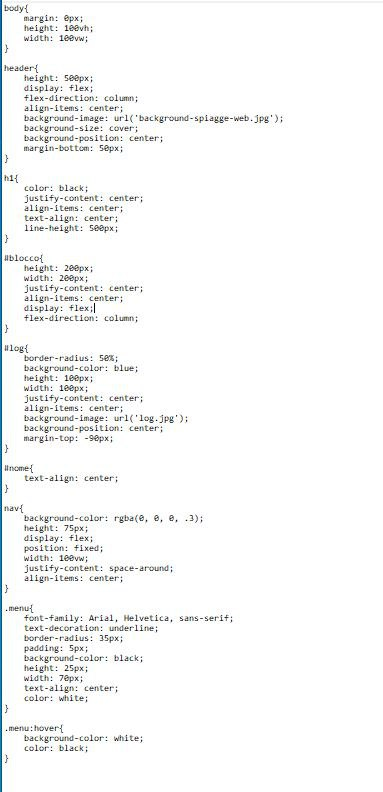 body{
    margin: 0px;
    height: 100vh;
    width: 100vw;
}

header{
    height: 500px;
    display: flex;
    flex-direction: column;
    align-items: center;
    background-image: url('background-spiagge-web.jpg');
    background-size: cover;
    background-position: center;
    margin-bottom: 50px;
}

h1{
    color: black;
    justify-content: center;
    align-items: center;
    text-align: center;
    line-height: 500px;
}

#blocco{
    height: 200px;
    width: 200px;
    justify-content: center;
    align-items: center;
    display: flex;
    flex-direction: column;
}

#log{
    border-radius: 50%;
    background-color: blue;
    height: 100px;
    width: 100px;
    justify-content: center;
    align-items: center;
    background-image: url('log.jpg');
    background-position: center;
    margin-top: -90px;
}

#nome{
    text-align: center;
}

nav{
    background-color: rgba(0, 0, 0, .3);
    height: 75px;
    display: flex;
    position: fixed;
    width: 100vw;
    justify-content: space-around;
    align-items: center;
}

.menu{
    font-family: Arial, Helvetica, sans-serif;
    text-decoration: underline;
    border-radius: 35px;
    padding: 5px;
    background-color: black;
    height: 25px;
    width: 70px;
    text-align: center;
    color: white;
}

.menu:hover{
    background-color: white;
    color: black;
}